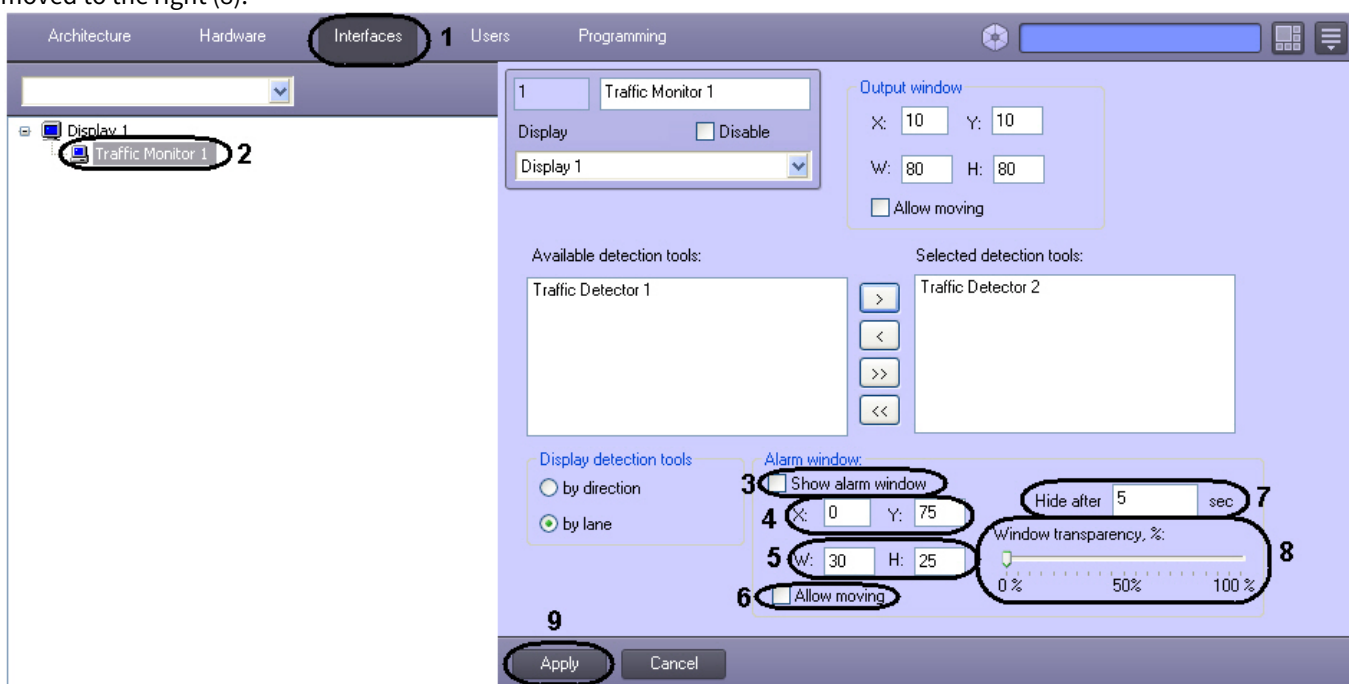 moved to the right (8).
Architecture Hardware Interfaces 1 Users Programming
1 Traffic Monitor 1
Display Disable
Display 1
Output window
X: 10 Y: 10
W: 80 H: 80
Allow moving
Display 1
Traffic Monitor 1 2
Available detection tools:
Traffic Detector 1
>
<
>>
<<
Selected detection tools:
Traffic Detector 2
Display detection tools
by direction
by lane
Alarm window:
3 Show alarm window
4 X: 0 Y: 75
5 W: 30 H: 25
6 Allow moving
Hide after 5 sec 7
Window transparency, %:
8
0 % 50% 100 %
9
Apply Cancel